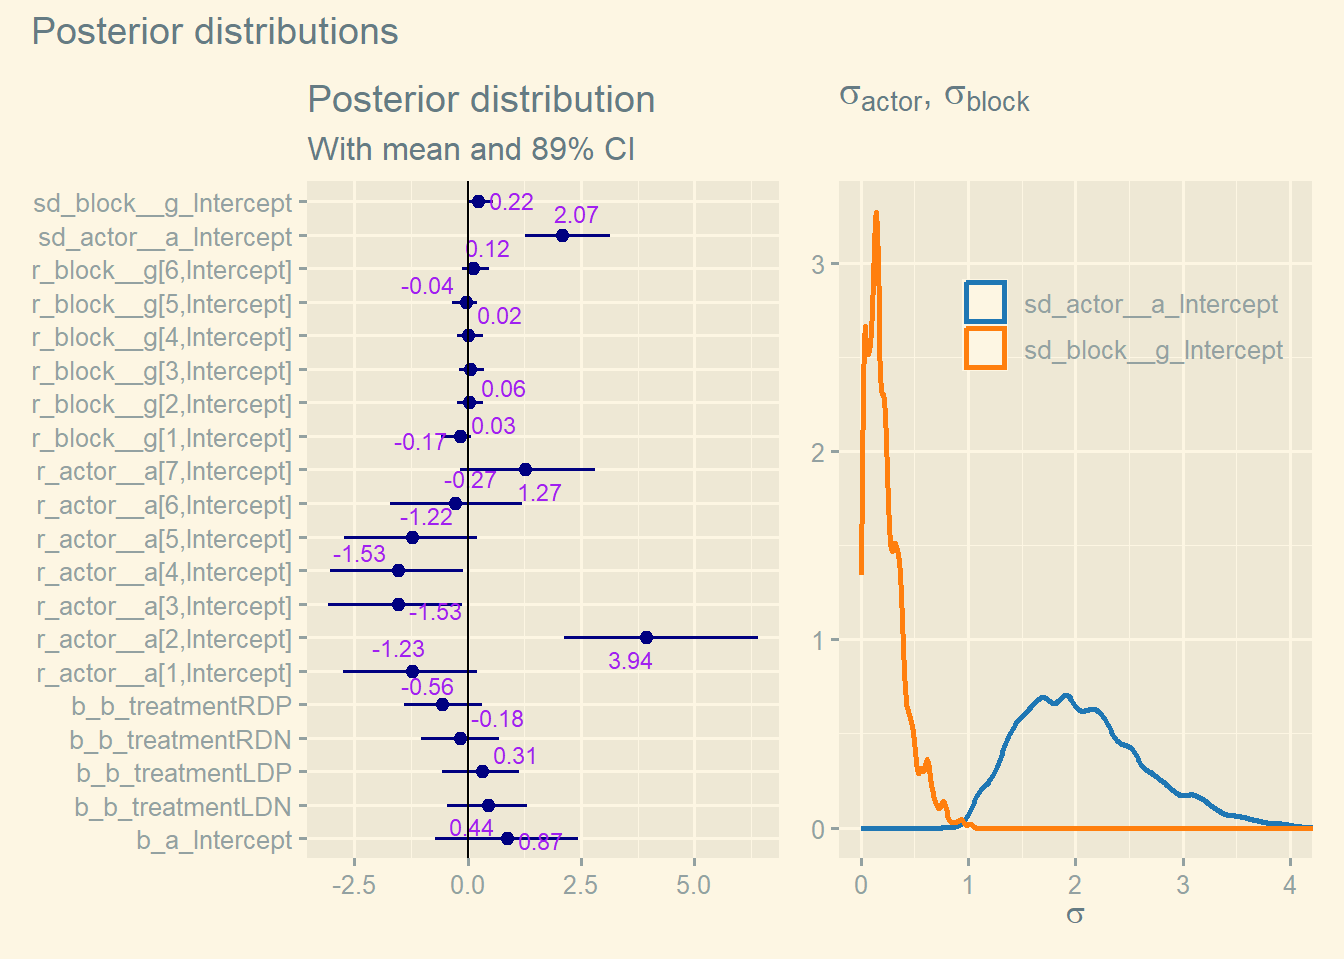 Posterior distributions
Posterior distribution
With mean and 89% CI
sd_block__g_Intercept
sd_actor__a_Intercept
r_block__g[6,Intercept]
r_block__g[5,Intercept]
r_block__g[4,Intercept]
r_block__g[3,Intercept]
r_block__g[2,Intercept]
r_block__g[1,Intercept]
r_actor__a[7,Intercept]
r_actor__a[6,Intercept]
r_actor__a[5,Intercept]
r_actor__a[4,Intercept]
r_actor__a[3,Intercept]
r_actor__a[2,Intercept]
r_actor__a[1,Intercept]
b_b_treatmentRDP
b_b_treatmentRDN
b_b_treatmentLDP
b_b_treatmentLDN
b_a_Intercept
0.22
2.07
0.12
-0.04
0.02
0.06
0.03
-0.17
-0.27
1.27
-1.22
-1.53
-1.53
-1.23
3.94
-0.56
-0.18
0.31
0.44
0.87
-2.5 0.0 2.5 5.0
σactor, σblock
3
2
1
0
sd_actor__a_Intercept
sd_block__g_Intercept
0 1 2 3 4
σ